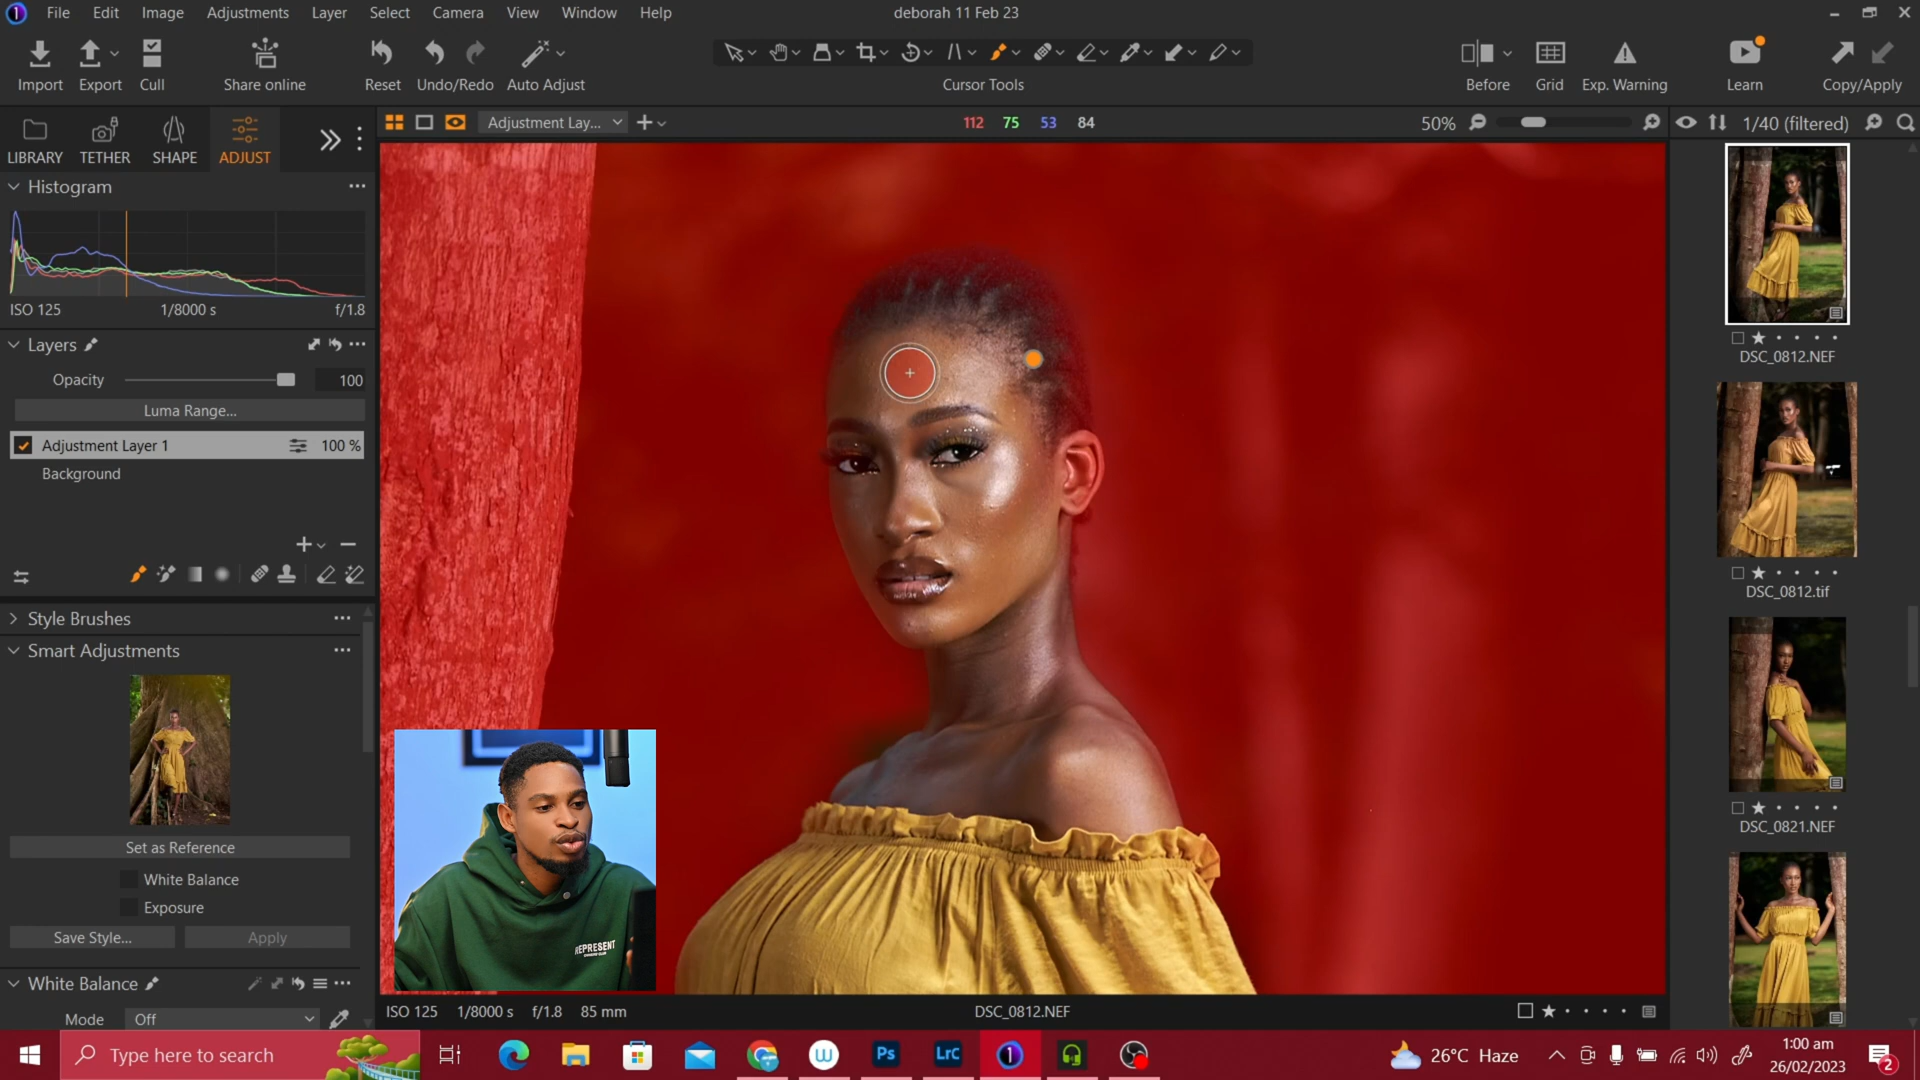 File Edit Image Adjustments Layer Select Camera View Window Help
deborah 11 Feb 23
Import Export Cull Share online Reset Undo/Redo Auto Adjust
Cursor Tools
Before Grid Exp. Warning Learn Copy/Apply
LIBRARY TETHER SHAPE ADJUST
Adjustment Lay...
112 75 53 84
50%
1/40 (filtered)
Histogram
ISO 125 1/8000 s f/1.8
Layers
Opacity 100
Luma Range...
Adjustment Layer 1 100 %
Background
Style Brushes
Smart Adjustments
Set as Reference
White Balance
Exposure
Save Style... Apply
White Balance
Mode Off
REPRESENT
ISO 125 1/8000 s f/1.8 85 mm
DSC_0812.NEF
DSC_0812.NEF
DSC_0812.tif
DSC_0821.NEF
Type here to search
Ps
LrC
26°C Haze
1:00 am
26/02/2023
2